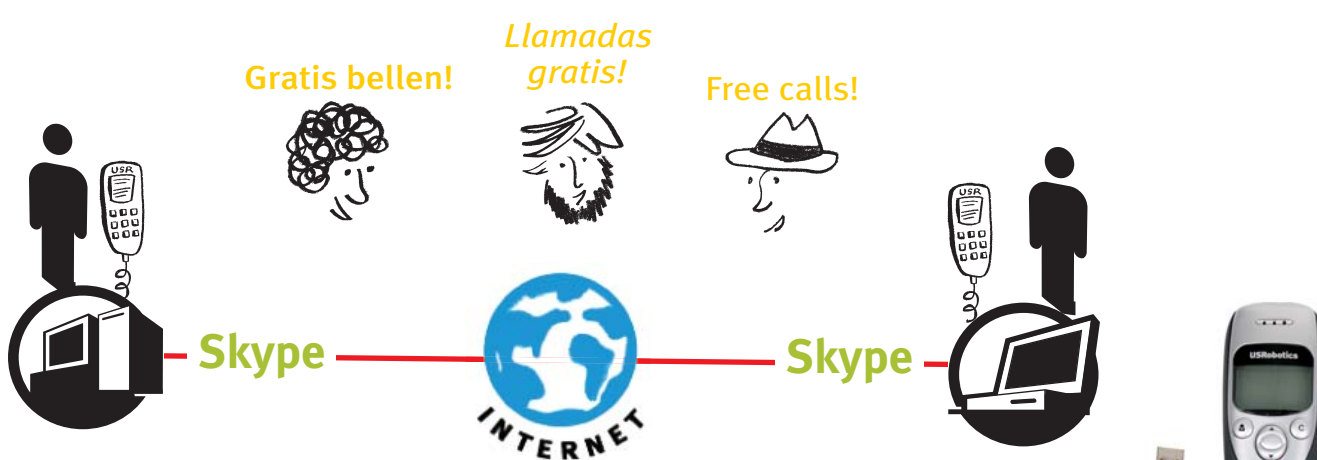 Llamadas
gratis!
Gratis bellen!
Free calls!
USR
USR
USRobotics
Skype
Skype
INTERNET
C